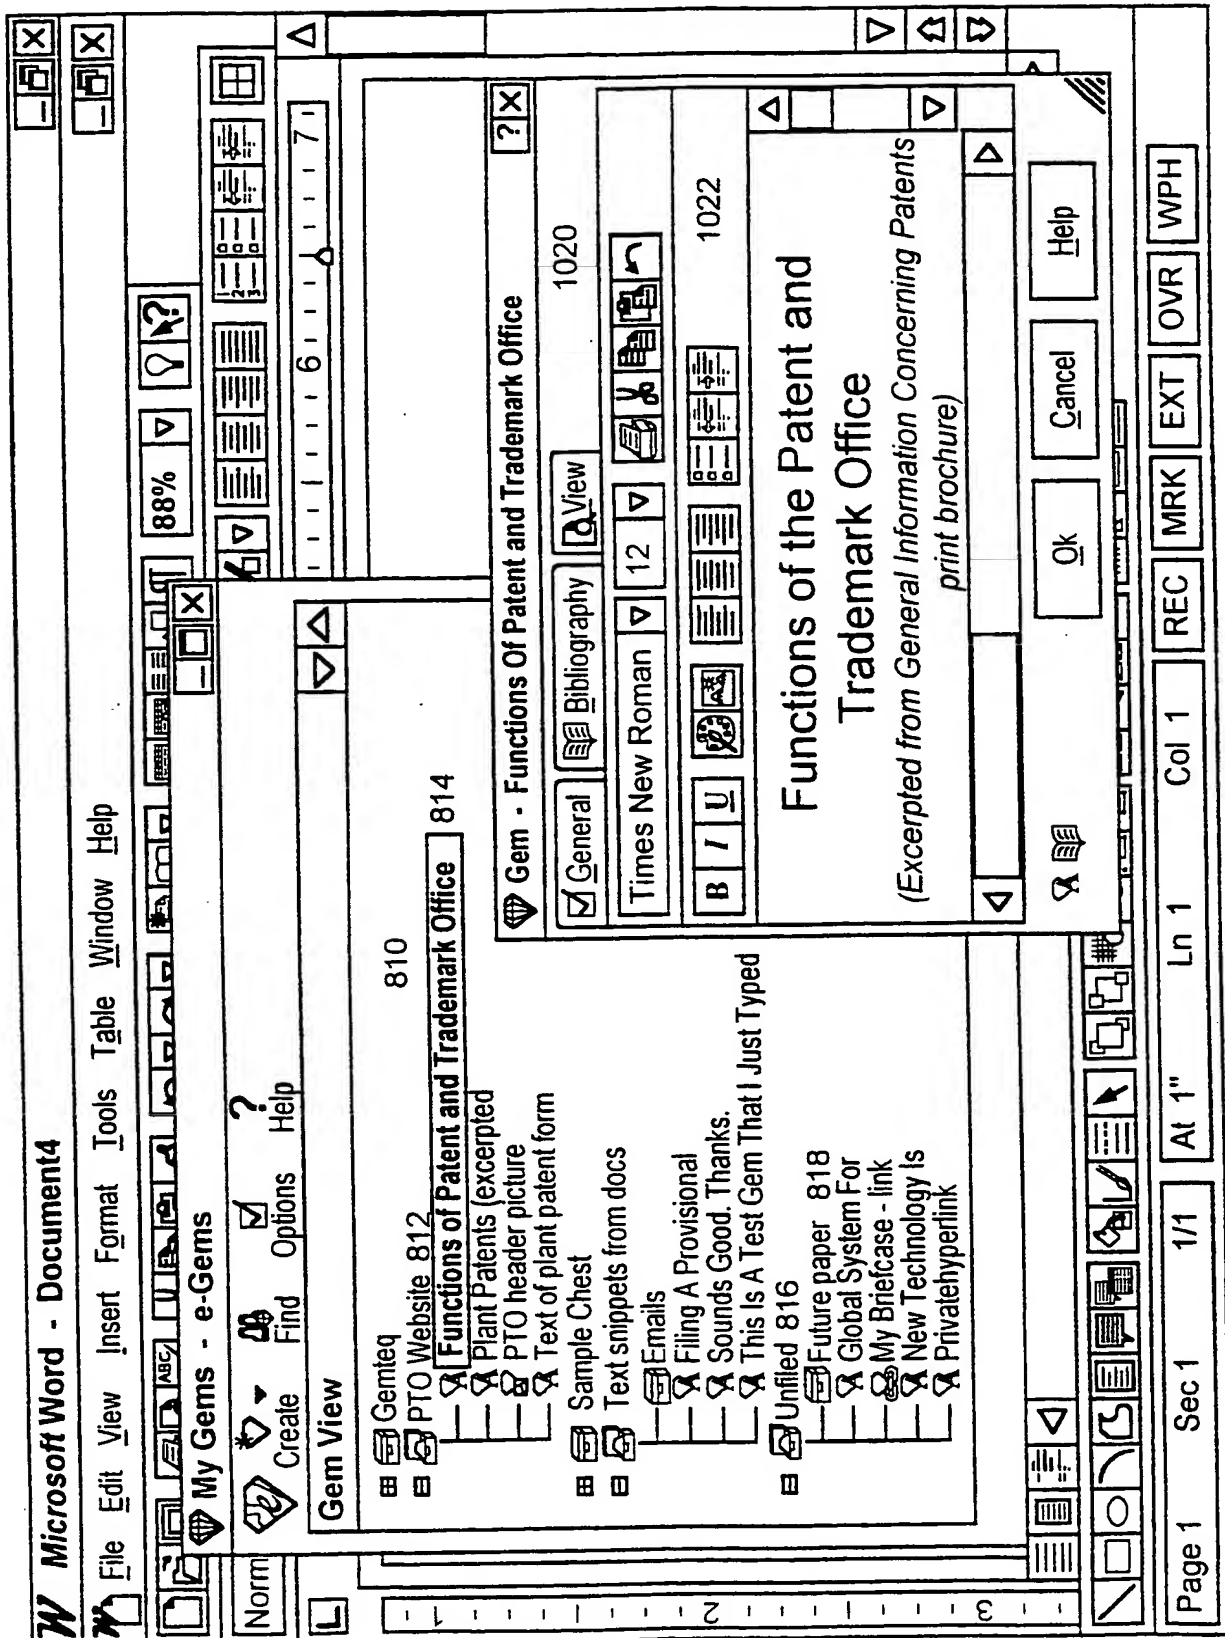 W Microsoft Word - Document4
File Edit View Insert Format Tools Table Window Help
ABC
88%
Norm
My Gems - e-Gems
Create Find Options Help
Gem View
Gemteq 810
PTO Website 812
Functions of Patent and Trademark Office 814
Plant Patents (excerpted
PTO header picture
Text of plant patent form
Sample Chest
Text snippets from docs
Emails
Filing A Provisional
Sounds Good. Thanks.
This Is A Test Gem That I Just Typed
Unfiled 816
Future paper 818
Global System For
My Briefcase - link
New Technology Is
Privatehyperlink
6 7
1 2 3
Gem - Functions Of Patent and Trademark Office
General Bibliography View 1020
Times New Roman 12
B I U 1022
Functions of the Patent and
Trademark Office
(Excerpted from General Information Concerning Patents
print brochure)
Ok Cancel Help
Page 1 Sec 1 1/1 At 1" Ln 1 Col 1 REC MRK EXT OVR WPH